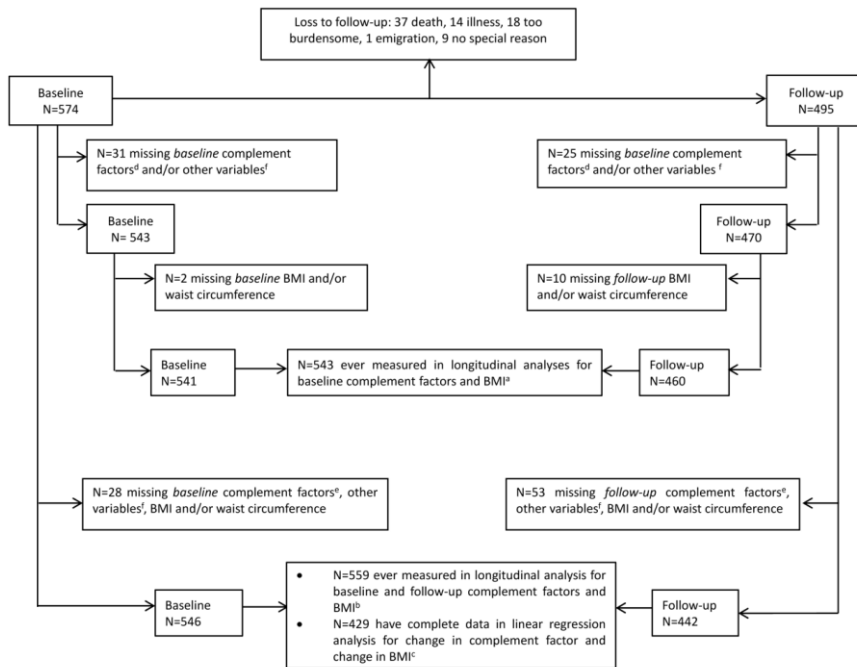 Loss to follow-up: 37 death, 14 illness, 18 too
burdensome, 1 emigration, 9 no special reason
Baseline
N=574
Follow-up
N=495
N=31 missing baseline complement
factorsᵈ and/or other variablesᶠ
N=25 missing baseline complement
factorsᵈ and/or other variables ᶠ
Baseline
N= 543
Follow-up
N=470
N=2 missing baseline BMI and/or
waist circumference
N=10 missing follow-up BMI
and/or waist circumference
Baseline
N=541
N=543 ever measured in longitudinal analyses for
baseline complement factors and BMIᵃ
Follow-up
N=460
N=28 missing baseline complement factorsᵉ, other
variablesᶠ, BMI and/or waist circumference
N=53 missing follow-up complement factorsᵉ,
other variablesᶠ, BMI and/or waist circumference
Baseline
N=546
• N=559 ever measured in longitudinal analysis for
baseline and follow-up complement factors and
BMIᵇ
• N=429 have complete data in linear regression
analysis for change in complement factor and
change in BMIᶜ
Follow-up
N=442